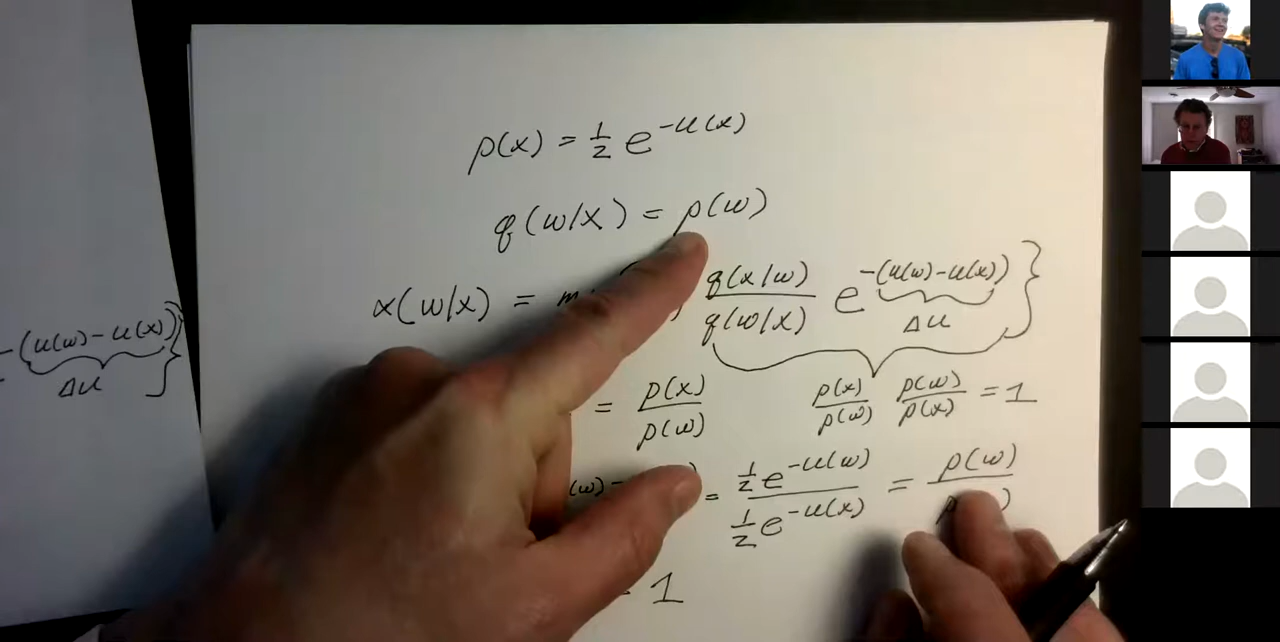 ρ(x) = 1/Z e^{-u(x)}
q(w/x) = ρ(w)
α(w/x) = q(x/w) / q(w/x) e^{-(u(w)-u(x))} }
Δu
= ρ(x)/ρ(w)
ρ(x)/ρ(w) ρ(w)/ρ(x) = 1
(w) - = 1/Z e^{-u(w)} / 1/Z e^{-u(x)} = ρ(w)
1
-(u(w)-u(x)) }
Δu